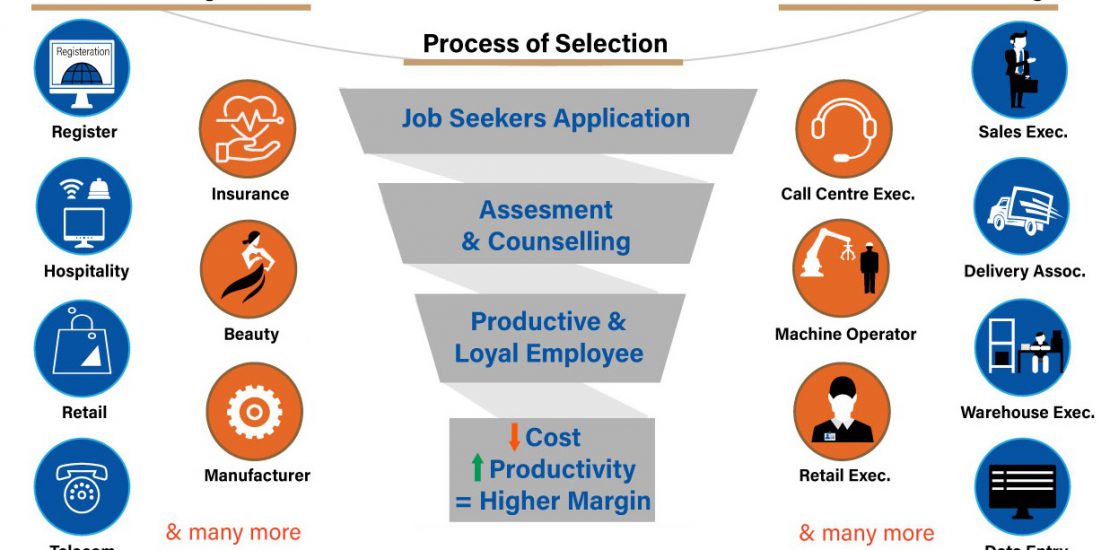 Process of Selection
Registeration
Register
Insurance
Hospitality
Beauty
Retail
Manufacturer
Telecom
& many more
Job Seekers Application
Assesment
& Counselling
Productive &
Loyal Employee
Cost
Productivity
= Higher Margin
Sales Exec.
Call Centre Exec.
Delivery Assoc.
Machine Operator
Warehouse Exec.
Retail Exec.
Data Entry
& many more